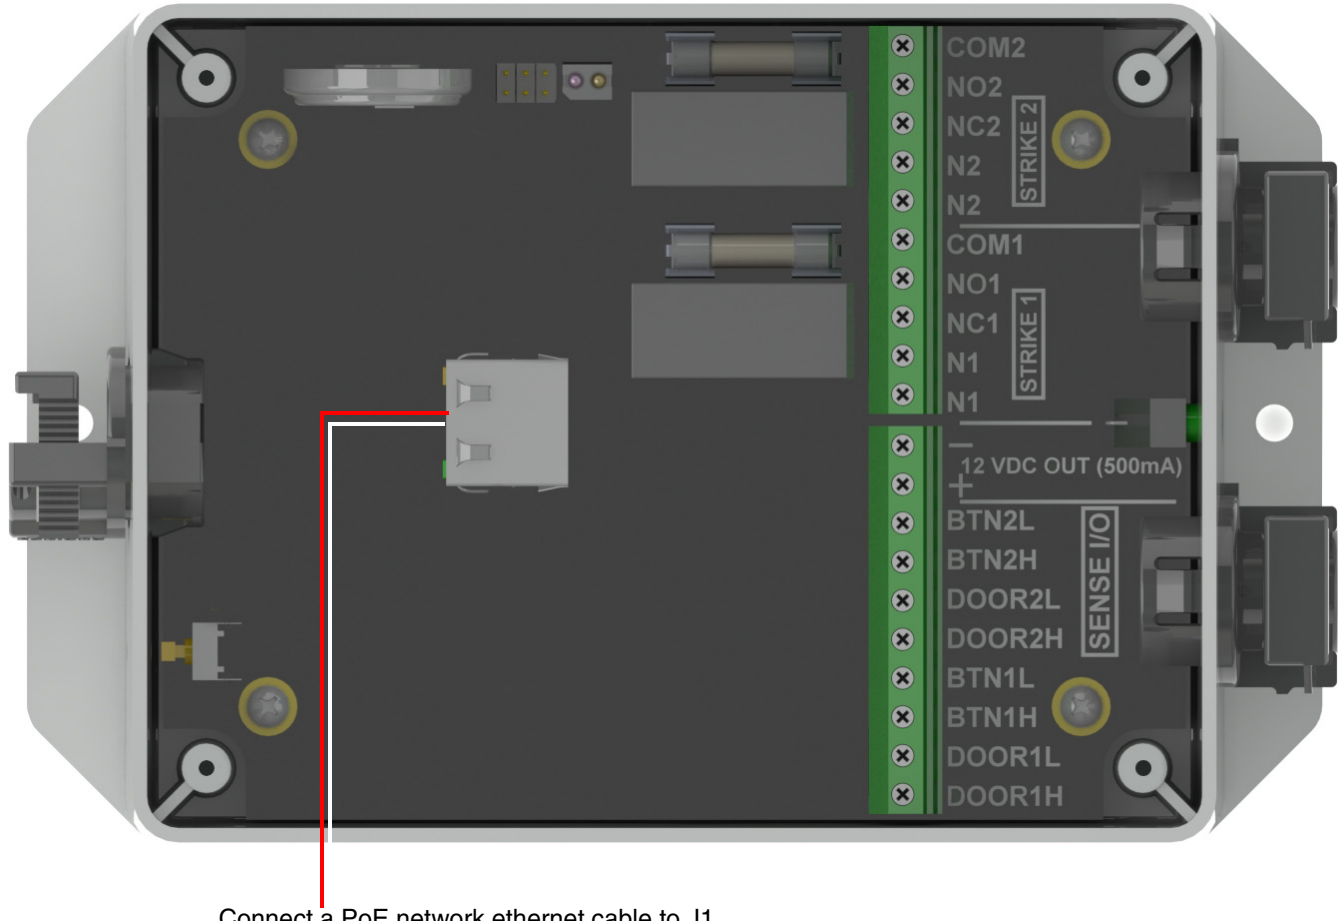 COM2
NO2
NC2
N2
N2
STRIKE 2
COM1
NO1
NC1
N1
N1
STRIKE 1
−
12 VDC OUT (500mA)
+
BTN2L
BTN2H
DOOR2L
DOOR2H
BTN1L
BTN1H
DOOR1L
DOOR1H
SENSE I/O
Connect a PoE network ethernet cable to J1